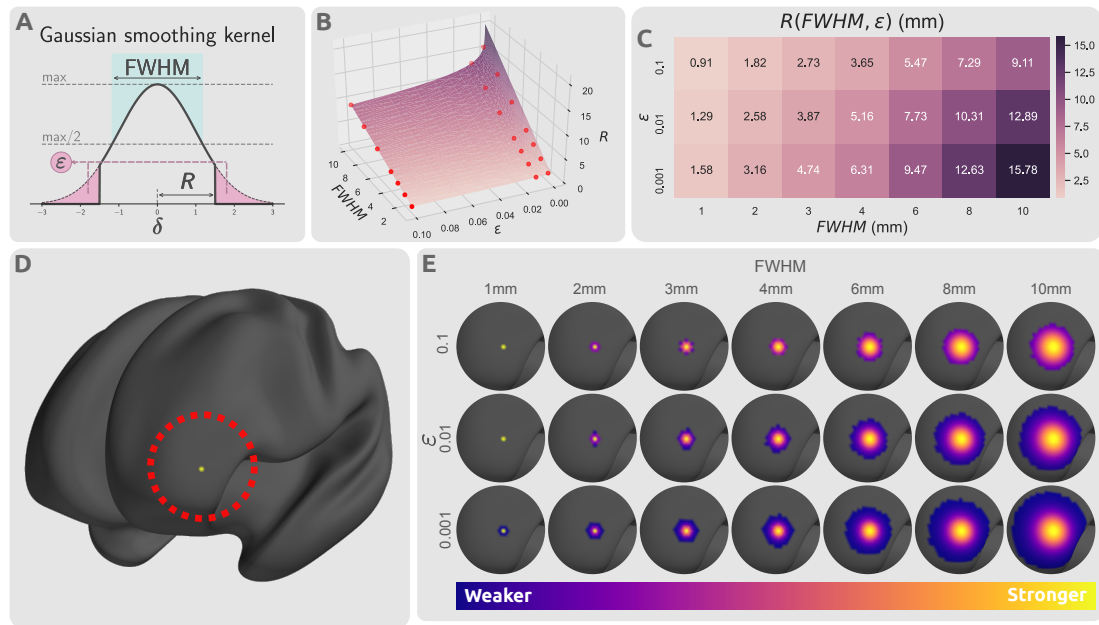 A
Gaussian smoothing kernel
FWHM
max
max/2
ε
R
−3 −2 −1 0 1 2 3
δ
B
20
15
10
5
0
R
10
8
6
4
2
FWHM
0.10 0.08 0.06 0.04 0.02 0.00
ε
C
R(FWHM, ε) (mm)
0.1 0.91 1.82 2.73 3.65 5.47 7.29 9.11
0.01 1.29 2.58 3.87 5.16 7.73 10.31 12.89
0.001 1.58 3.16 4.74 6.31 9.47 12.63 15.78
ε
1 2 3 4 6 8 10
FWHM (mm)
15.0
12.5
10.0
7.5
5.0
2.5
D
E
FWHM
1mm 2mm 3mm 4mm 6mm 8mm 10mm
0.1
0.01
0.001
ε
Weaker Stronger